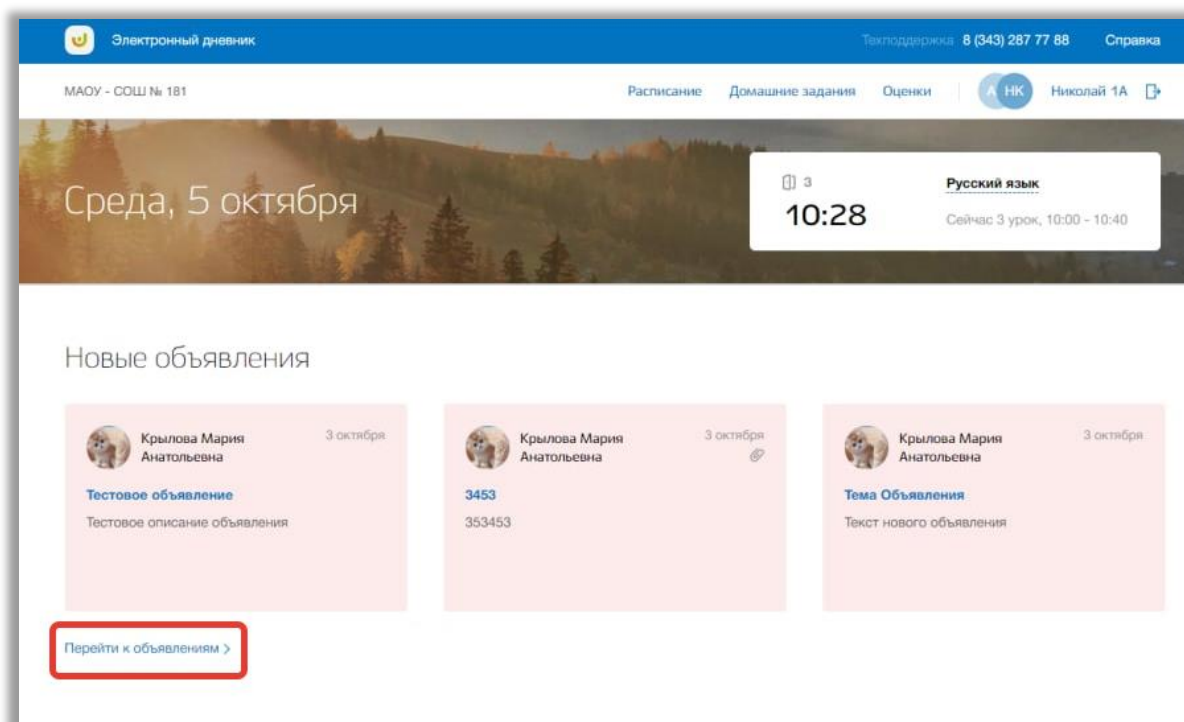 Электронный дневник
Техподдержка 8 (343) 287 77 88 Справка
МАОУ - СОШ № 181
Расписание Домашние задания Оценки А НК Николай 1А
Среда, 5 октября
3 Русский язык
10:28 Сейчас 3 урок, 10:00 - 10:40
Новые объявления
Крылова Мария 3 октября
Анатольевна
Тестовое объявление
Тестовое описание объявления
Крылова Мария 3 октября
Анатольевна
3453
353453
Крылова Мария 3 октября
Анатольевна
Тема Объявления
Текст нового объявления
Перейти к объявлениям >